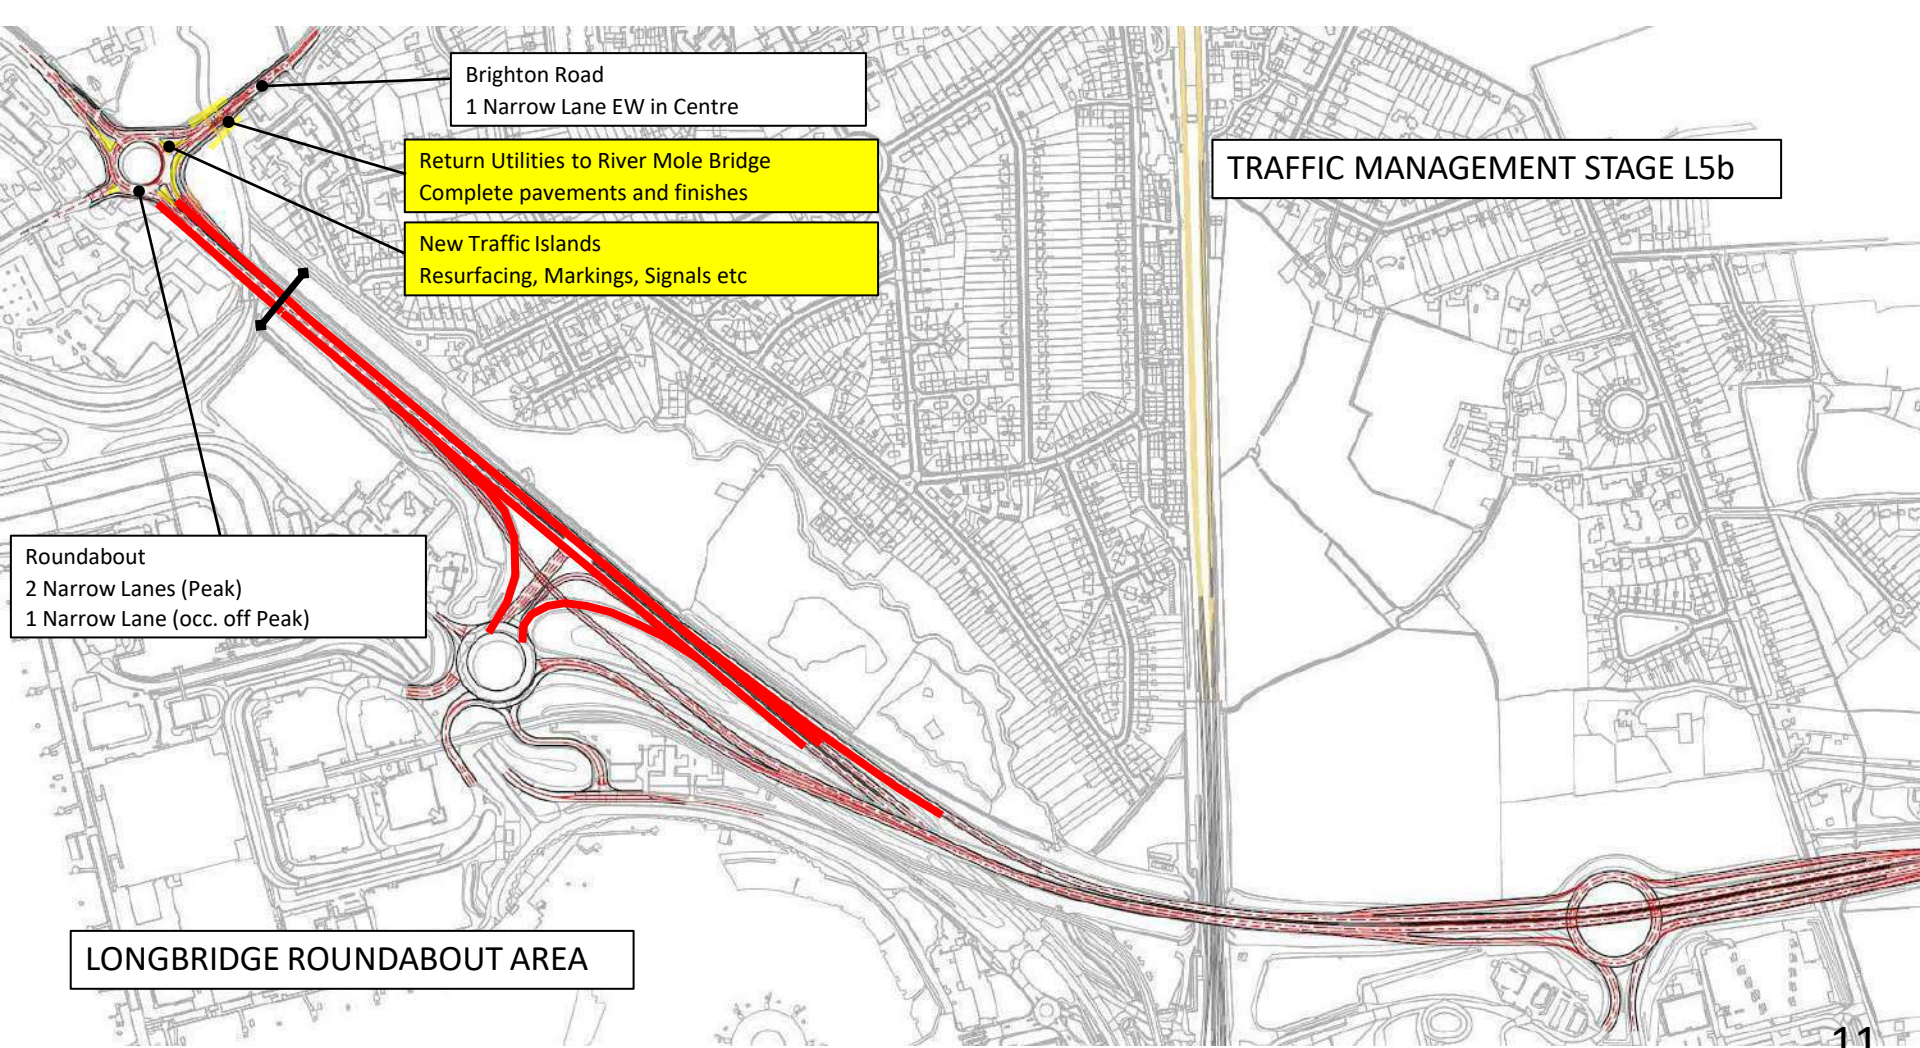 Brighton Road
1 Narrow Lane EW in Centre
Return Utilities to River Mole Bridge
Complete pavements and finishes
TRAFFIC MANAGEMENT STAGE L5b
New Traffic Islands
Resurfacing, Markings, Signals etc
Roundabout
2 Narrow Lanes (Peak)
1 Narrow Lane (occ. off Peak)
LONGBRIDGE ROUNDABOUT AREA
11